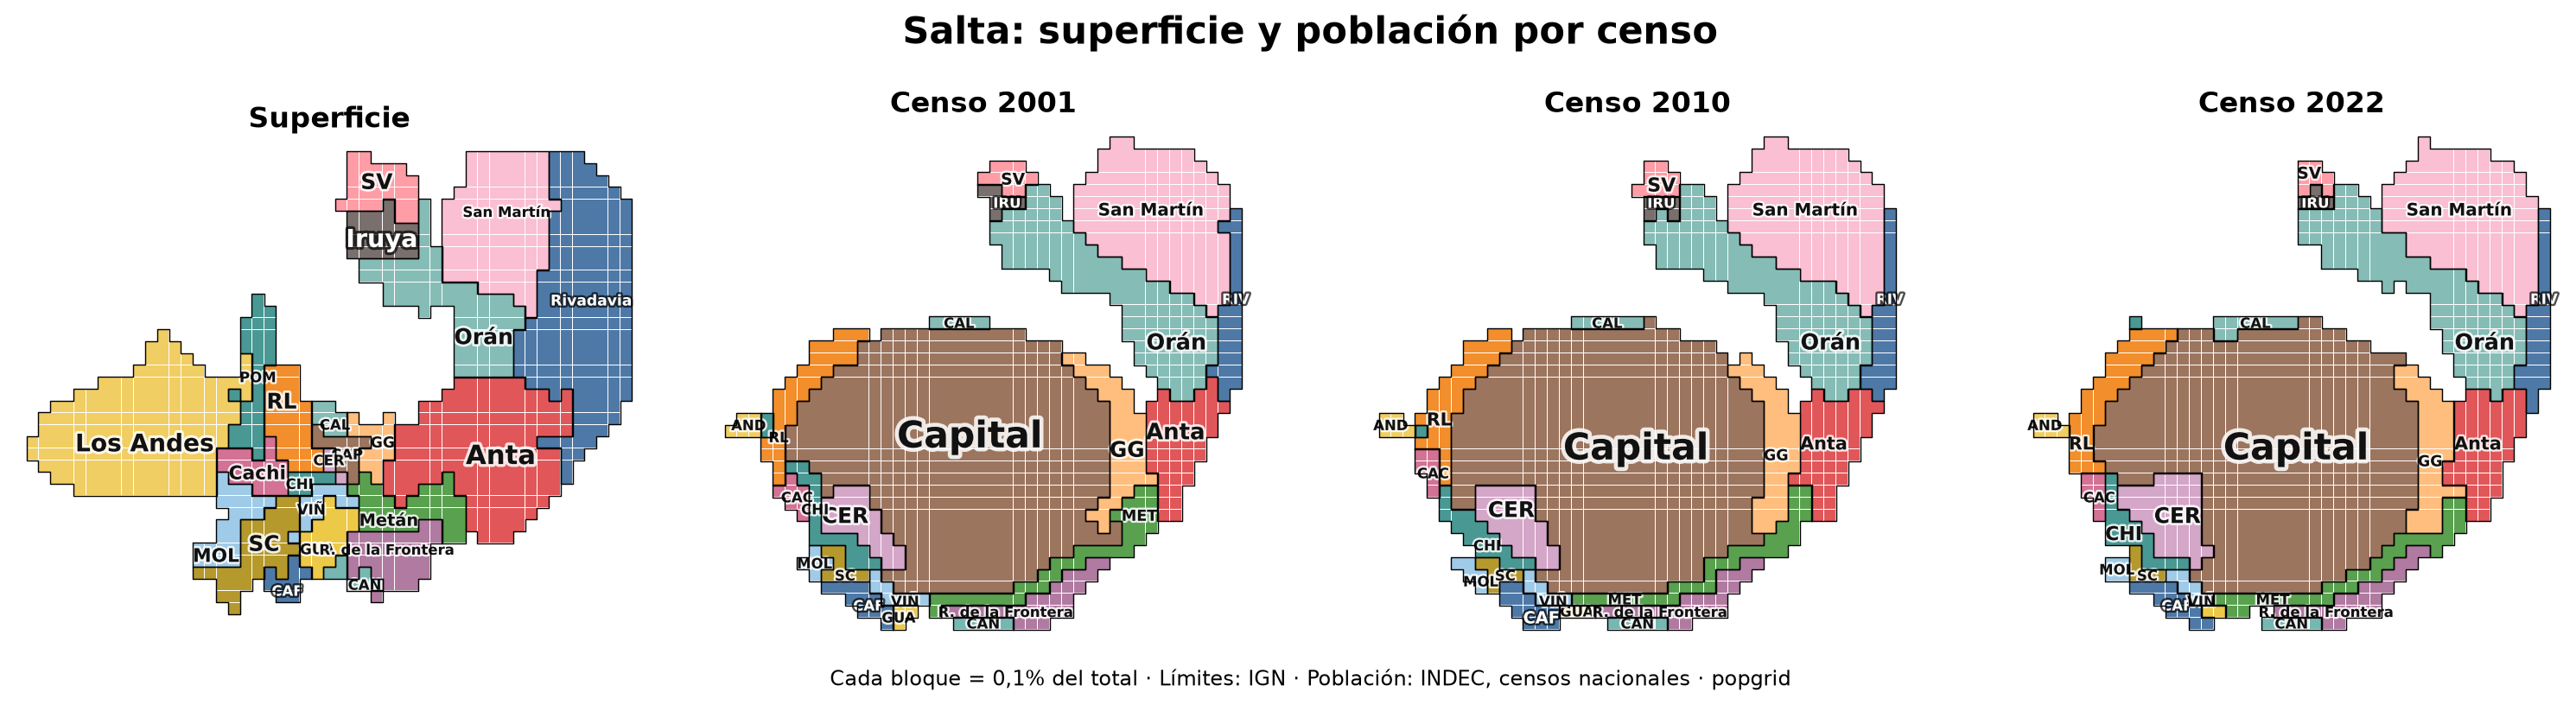 Salta: superficie y población por censo
Superficie
SV
San Martín
Iruya
Rivadavia
Orán
POM
RL
CAL
Los Andes
GG
CAP
CER
Anta
Cachi
CHI
VIÑ
Metán
SC
MOL
R. de la Frontera
CAN
CAF
Censo 2001
SV
IRU
San Martín
RIV
CAL
Orán
AND
RL
Capital
Anta
GG
CAC
CHI
CER
MET
MOL
SC
CAF
VIN
GUA
R. de la Frontera
CAN
Censo 2010
SV
IRU
San Martín
RIV
CAL
Orán
AND
RL
Capital
Anta
GG
CAC
CER
CHI
MOL
SC
VIN
MET
CAF
GUA
R. de la Frontera
CAN
Censo 2022
SV
IRU
San Martín
RIV
CAL
Orán
AND
RL
Capital
Anta
GG
CAC
CER
CHI
MOL
SC
CAF
VIN
MET
R. de la Frontera
CAN
Cada bloque = 0,1% del total · Límites: IGN · Población: INDEC, censos nacionales · popgrid